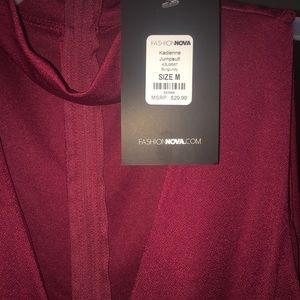 FASHIONNOVA
Kadienne
Jumpsuit
Burgundy
SIZE M
MSRP $29.99
FASHIONNOVA.COM